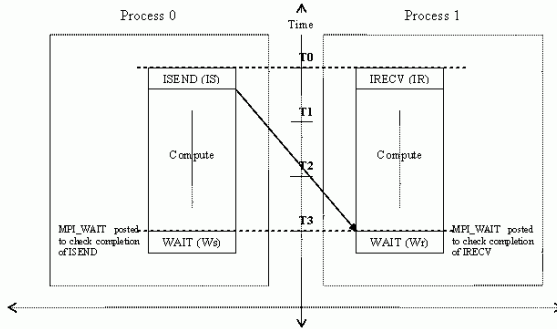 Process 0
Process 1
Time
T0
ISEND (IS)
IRECV (IR)
T1
Compute
Compute
T2
T3
MPI_WAIT posted
to check completion
of ISEND
WAIT (Ws)
WAIT (Wr)
MPI_WAIT posted
to check completion
of IRECV